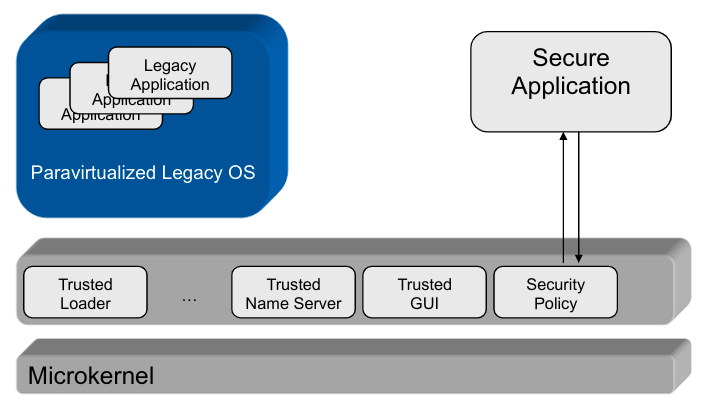 Legacy
Application
Application
Application
Paravirtualized Legacy OS
Secure
Application
Trusted
Loader
...
Trusted
Name Server
Trusted
GUI
Security
Policy
Microkernel